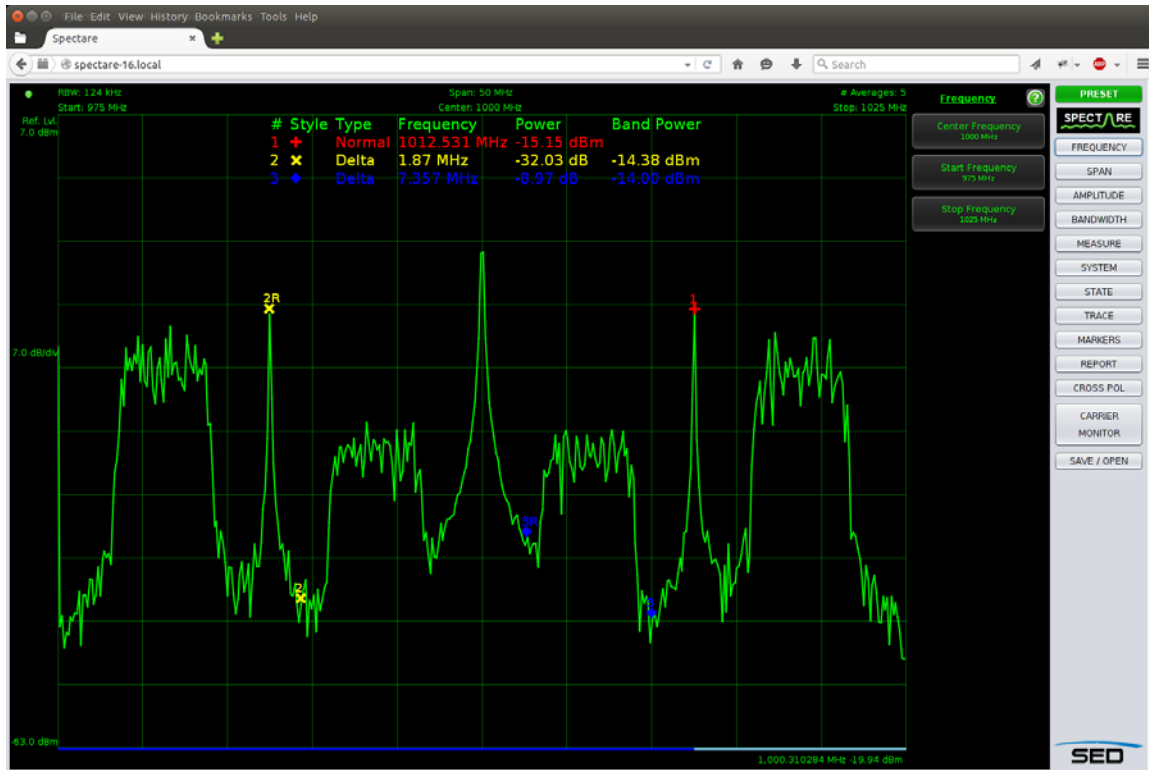 File Edit View History Bookmarks Tools Help
Spectare
spectare-16.local
Search
RBW: 124 kHz
Span: 50 MHz
# Averages: 5
Start: 975 MHz
Center: 1000 MHz
Stop: 1025 MHz
Ref. Lvl.
7.0 dBm
# Style Type Frequency Power Band Power
1 Normal 1012.531 MHz -15.15 dBm
2 Delta 1.87 MHz -32.03 dB -14.38 dBm
3 Delta 7.357 MHz -8.97 dB -14.00 dBm
2R
1
7.0 dB/div
3R
2
3
-63.0 dBm
1,000.310284 MHz -19.94 dBm
Frequency
?
Center Frequency
1000 MHz
Start Frequency
975 MHz
Stop Frequency
1025 MHz
PRESET
SPECTARE
FREQUENCY
SPAN
AMPLITUDE
BANDWIDTH
MEASURE
SYSTEM
STATE
TRACE
MARKERS
REPORT
CROSS POL
CARRIER
MONITOR
SAVE / OPEN
SED
ABP